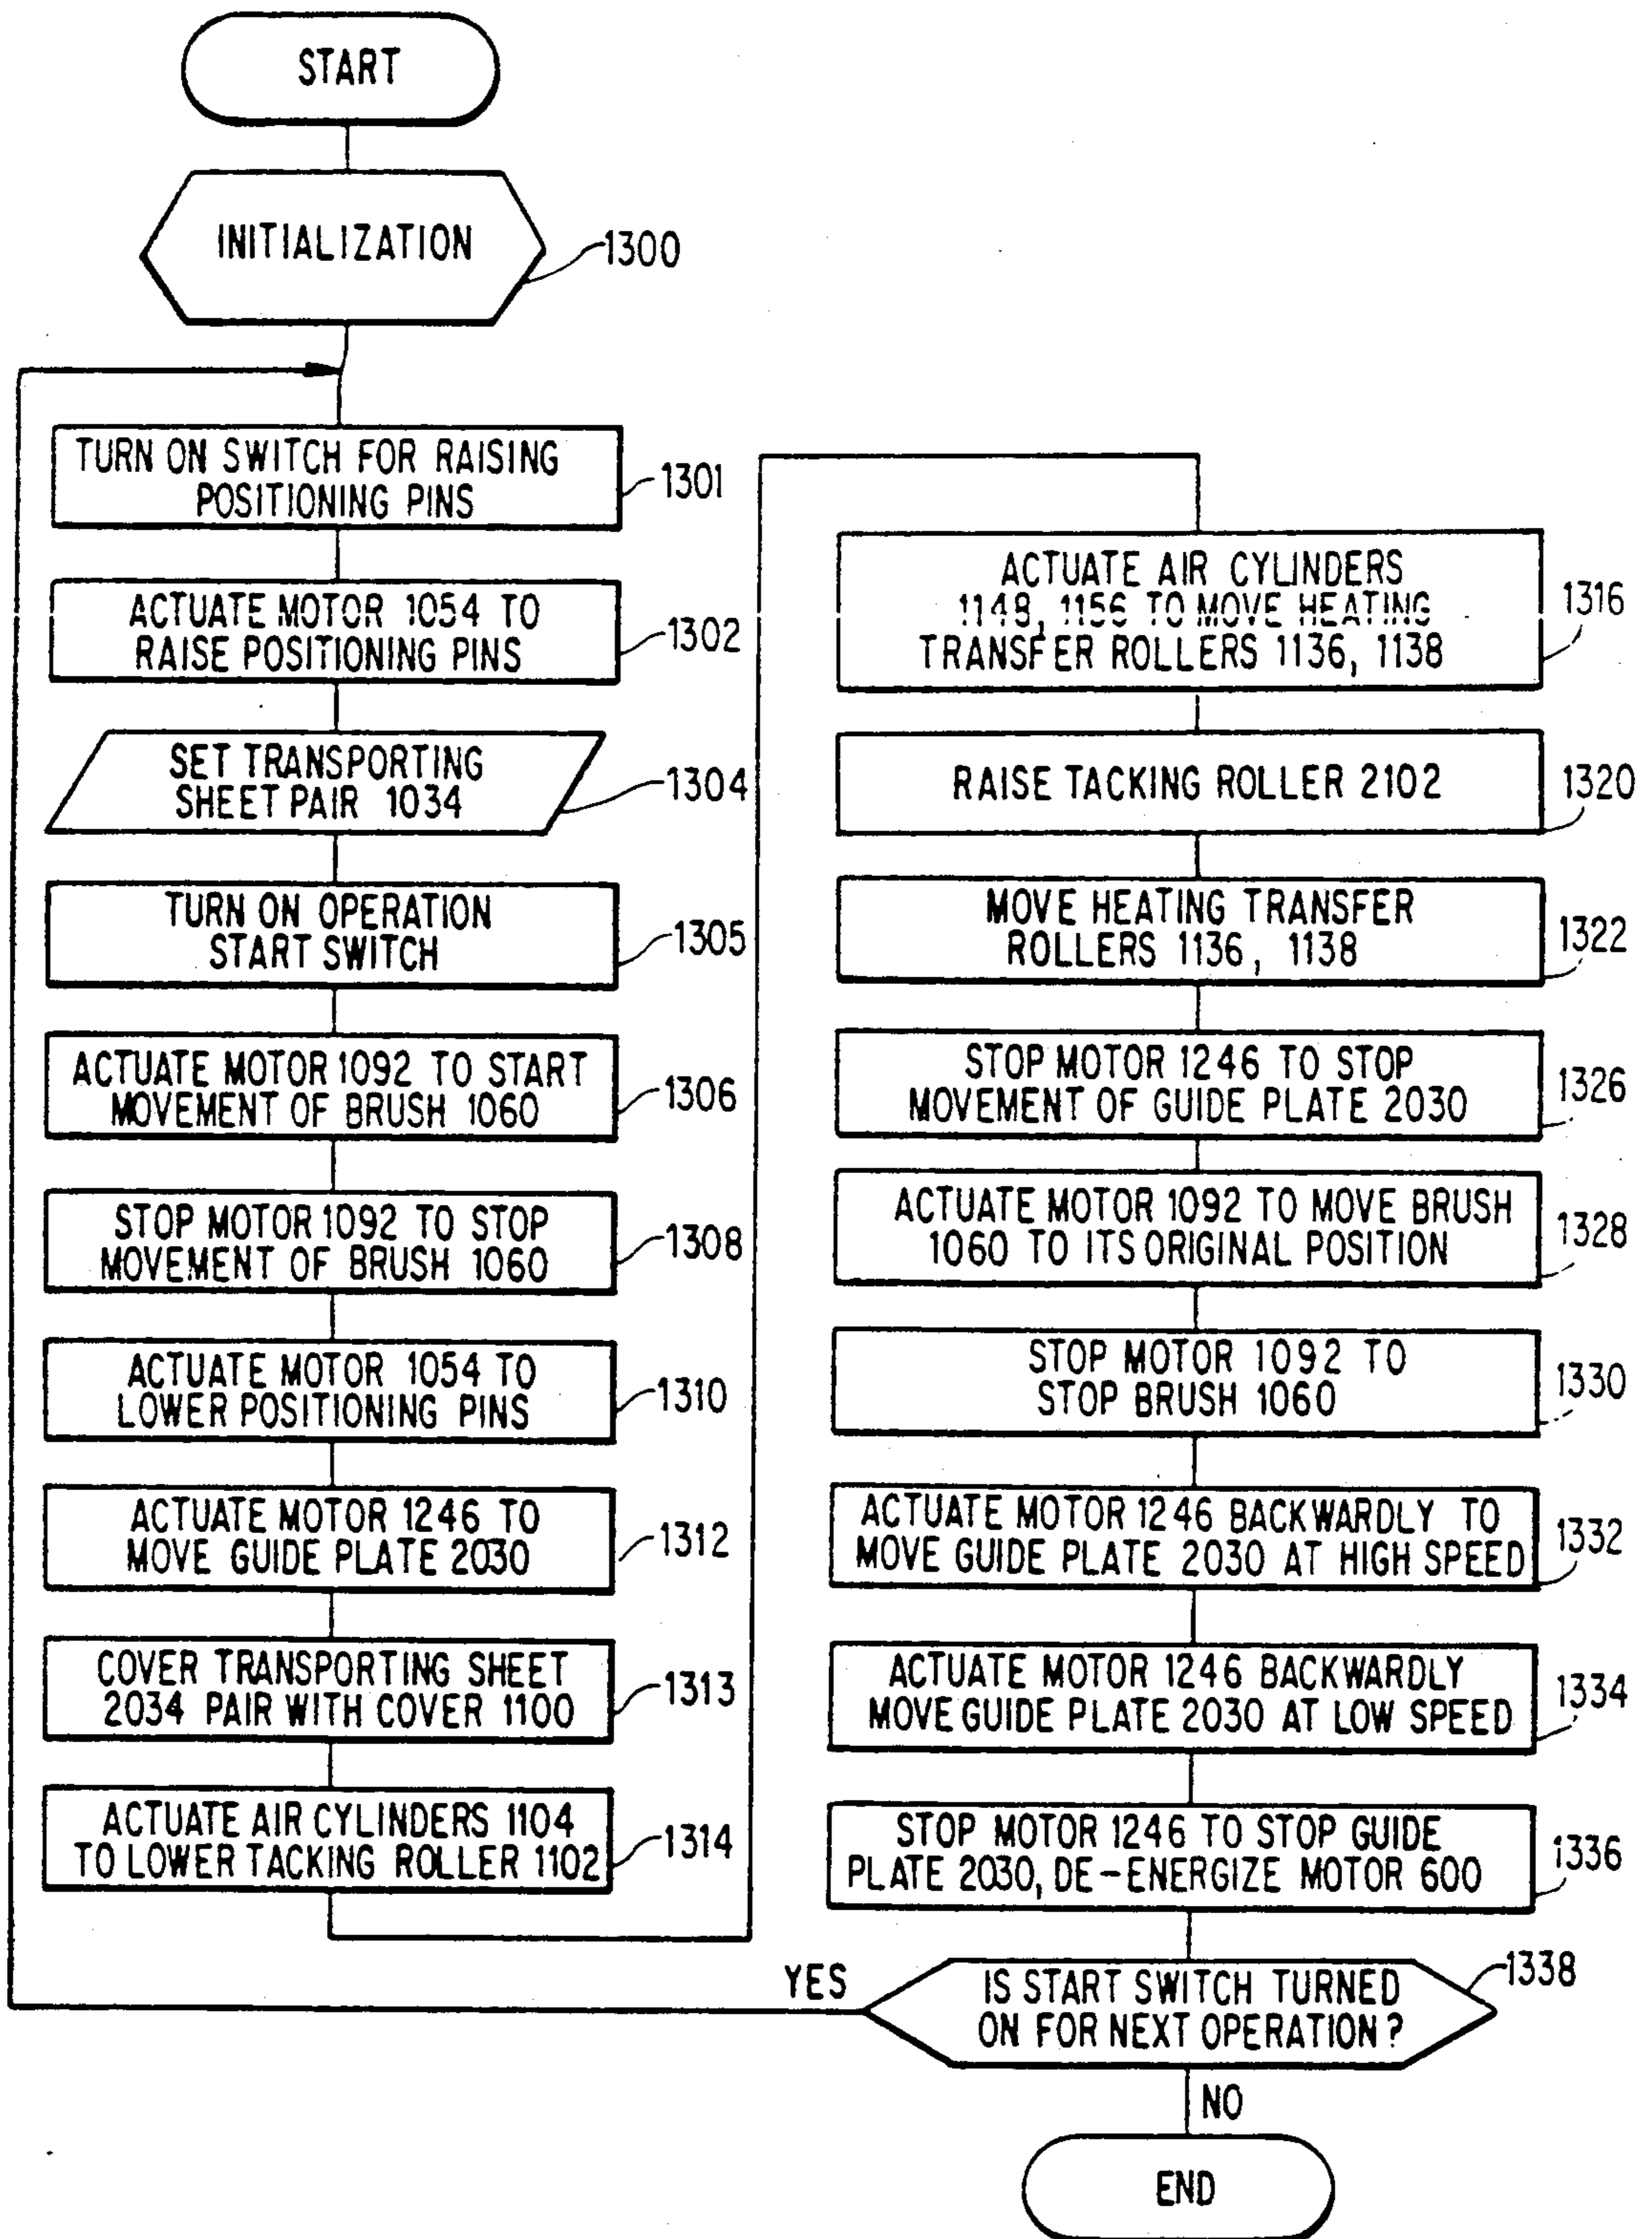 START
INITIALIZATION
1300
TURN ON SWITCH FOR RAISING
POSITIONING PINS
1301
ACTUATE MOTOR 1054 TO
RAISE POSITIONING PINS
1302
SET TRANSPORTING
SHEET PAIR 1034
1304
TURN ON OPERATION
START SWITCH
1305
ACTUATE MOTOR 1092 TO START
MOVEMENT OF BRUSH 1060
1306
STOP MOTOR 1092 TO STOP
MOVEMENT OF BRUSH 1060
1308
ACTUATE MOTOR 1054 TO
LOWER POSITIONING PINS
1310
ACTUATE MOTOR 1246 TO
MOVE GUIDE PLATE 2030
1312
COVER TRANSPORTING SHEET
2034 PAIR WITH COVER 1100
1313
ACTUATE AIR CYLINDERS 1104
TO LOWER TACKING ROLLER 1102
1314
ACTUATE AIR CYLINDERS
1148, 1156 TO MOVE HEATING
TRANSFER ROLLERS 1136, 1138
1316
RAISE TACKING ROLLER 2102
1320
MOVE HEATING TRANSFER
ROLLERS 1136, 1138
1322
STOP MOTOR 1246 TO STOP
MOVEMENT OF GUIDE PLATE 2030
1326
ACTUATE MOTOR 1092 TO MOVE BRUSH
1060 TO ITS ORIGINAL POSITION
1328
STOP MOTOR 1092 TO
STOP BRUSH 1060
1330
ACTUATE MOTOR 1246 BACKWARDLY TO
MOVE GUIDE PLATE 2030 AT HIGH SPEED
1332
ACTUATE MOTOR 1246 BACKWARDLY
MOVE GUIDE PLATE 2030 AT LOW SPEED
1334
STOP MOTOR 1246 TO STOP GUIDE
PLATE 2030, DE-ENERGIZE MOTOR 600
1336
IS START SWITCH TURNED
ON FOR NEXT OPERATION?
1338
YES
NO
END